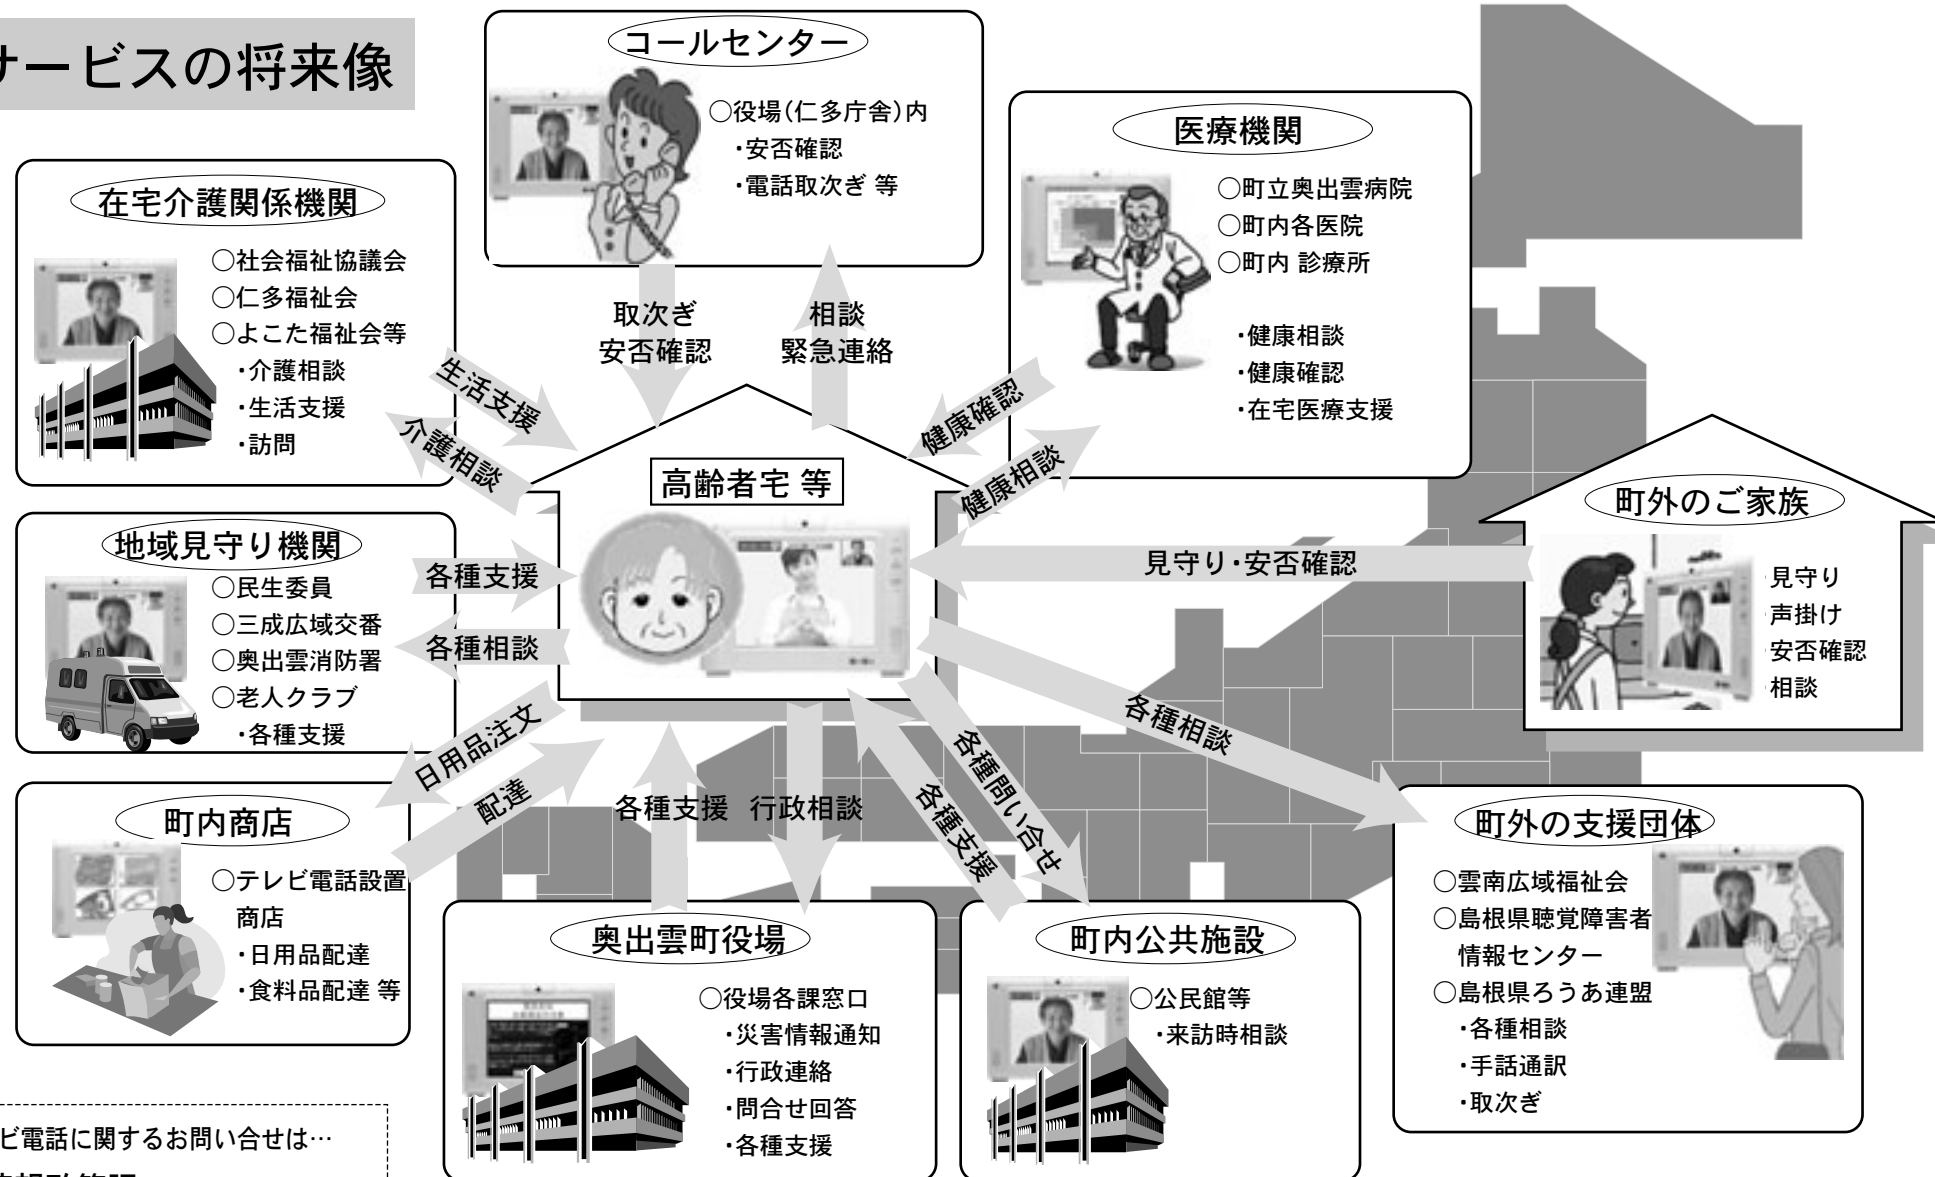 サービスの将来像
コールセンター
○役場（仁多庁舎）内
・安否確認
・電話取次ぎ 等
医療機関
○町立奥出雲病院
○町内各医院
○町内 診療所
・健康相談
・健康確認
・在宅医療支援
在宅介護関係機関
○社会福祉協議会
○仁多福祉会
○よこた福祉会等
・介護相談
・生活支援
・訪問
取次ぎ
安否確認
相談
緊急連絡
生活支援
介護相談
健康確認
健康相談
高齢者宅 等
町外のご家族
見守り
声掛け
安否確認
相談
見守り・安否確認
地域見守り機関
○民生委員
○三成広域交番
○奥出雲消防署
○老人クラブ
・各種支援
各種支援
各種相談
日用品注文
配達
各種支援
行政相談
各種問い合せ
各種支援
各種相談
町内商店
○テレビ電話設置
商店
・日用品配達
・食料品配達 等
奥出雲町役場
○役場各課窓口
・災害情報通知
・行政連絡
・問合せ回答
・各種支援
町内公共施設
○公民館等
・来訪時相談
町外の支援団体
○雲南広域福祉会
○島根県聴覚障害者
情報センター
○島根県ろうあ連盟
・各種相談
・手話通訳
・取次ぎ
ビ電話に関するお問い合せは…